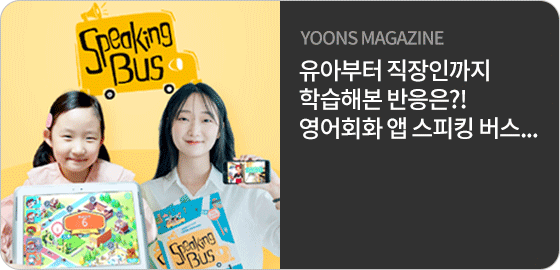 Speaking
Bus
YOONS MAGAZINE
유아부터 직장인까지
학습해본 반응은?!
영어회화 앱 스피킹 버스...
Speaking
Bus